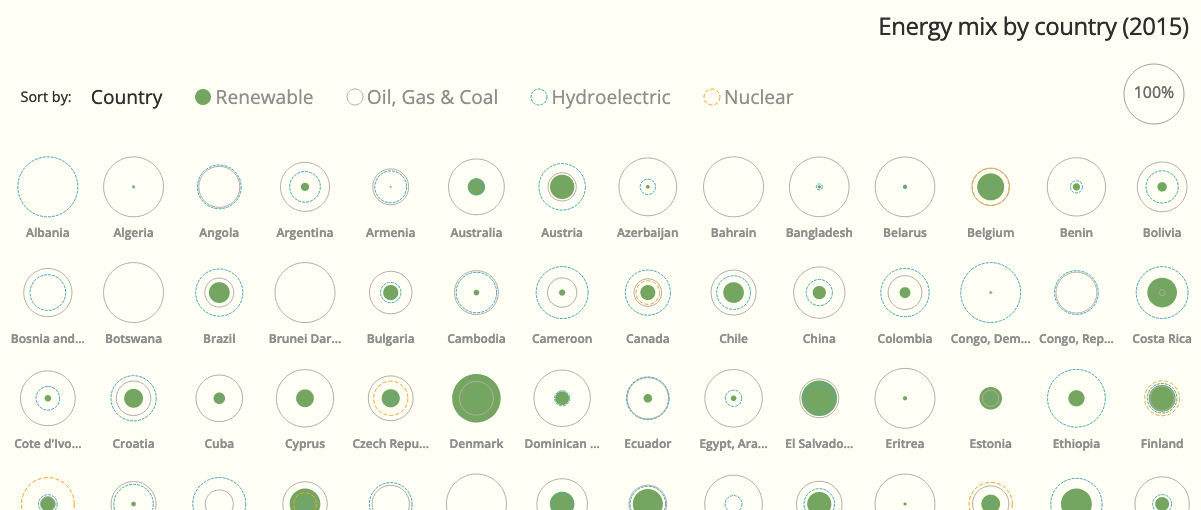 Energy mix by country (2015)
Sort by: Country Renewable Oil, Gas & Coal Hydroelectric Nuclear 100%
Albania Algeria Angola Argentina Armenia Australia Austria Azerbaijan Bahrain Bangladesh Belarus Belgium Benin Bolivia
Bosnia and... Botswana Brazil Brunei Dar... Bulgaria Cambodia Cameroon Canada Chile China Colombia Congo, Dem... Congo, Rep... Costa Rica
Cote d'Ivo... Croatia Cuba Cyprus Czech Repu... Denmark Dominican ... Ecuador Egypt, Ara... El Salvado... Eritrea Estonia Ethiopia Finland